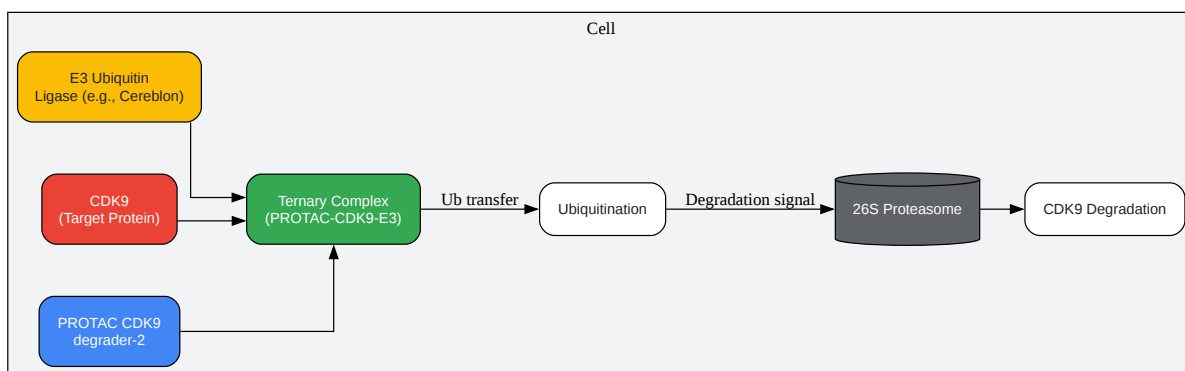 Cell
E3 Ubiquitin
Ligase (e.g., Cereblon)
CDK9
(Target Protein)
Ternary Complex
(PROTAC-CDK9-E3)
Ub transfer
Ubiquitination
Degradation signal
26S Proteasome
CDK9 Degradation
PROTAC CDK9
degrader-2